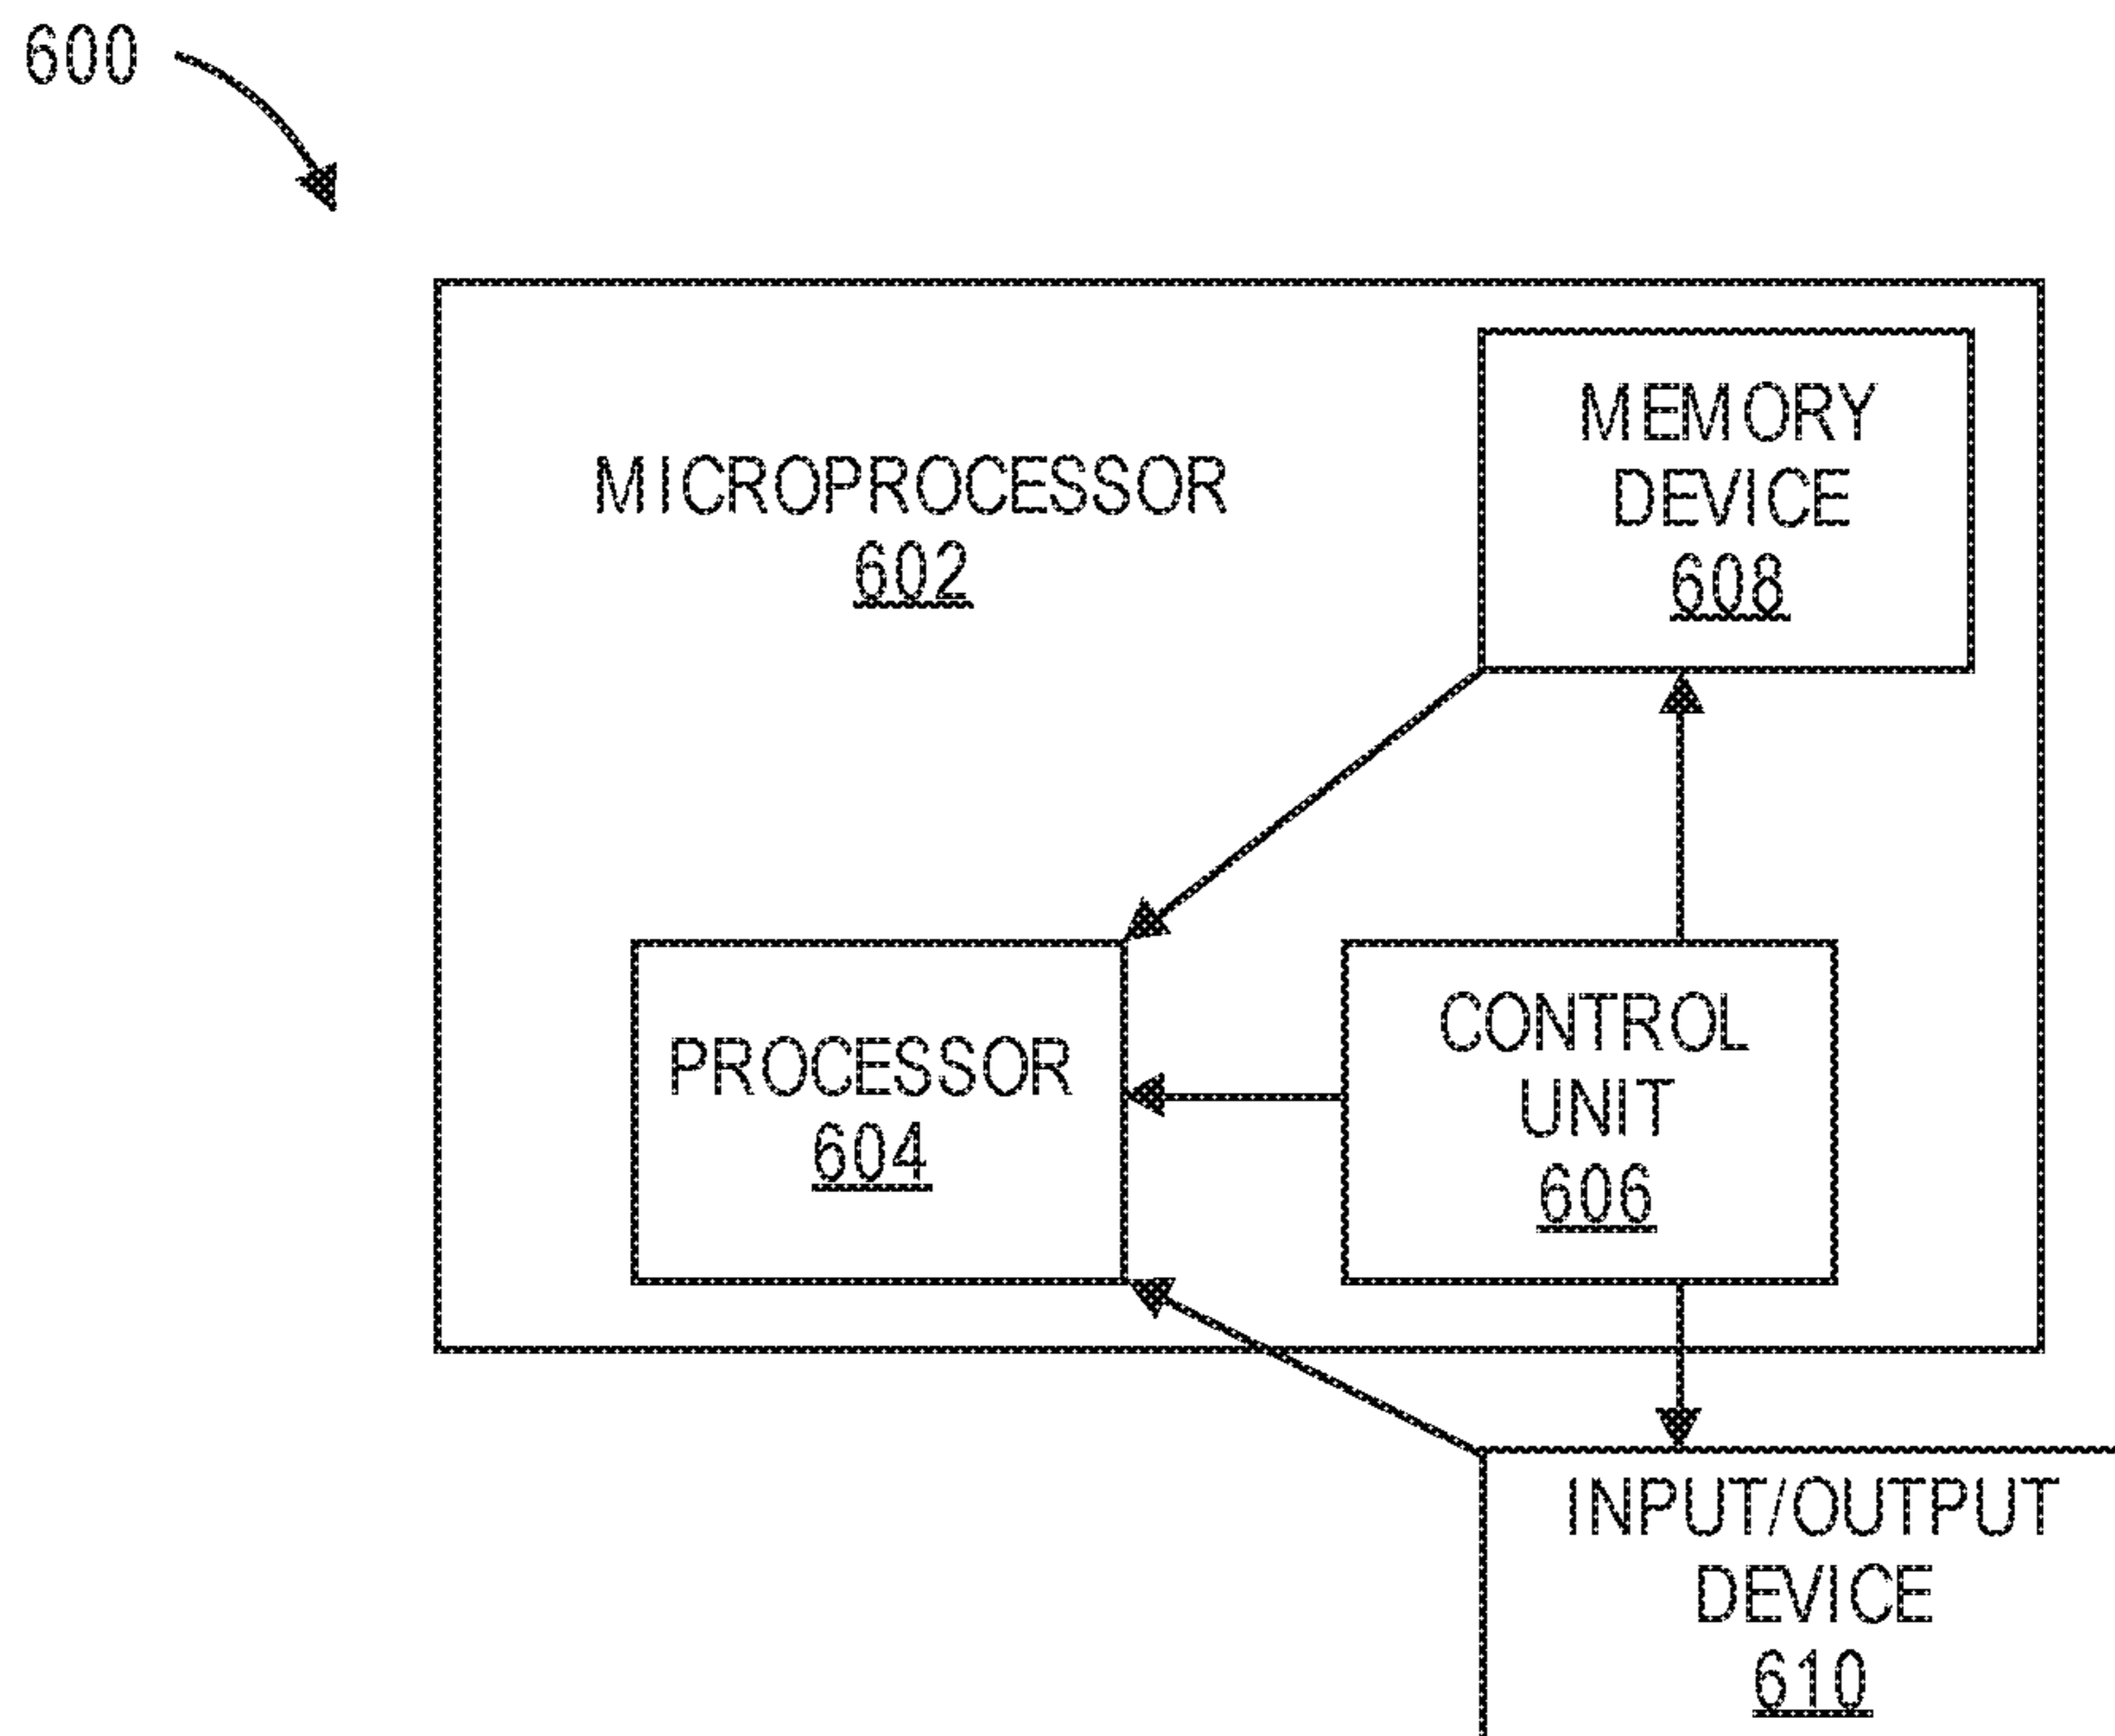 600
MICROPROCESSOR
602
MEMORY
DEVICE
608
PROCESSOR
604
CONTROL
UNIT
606
INPUT/OUTPUT
DEVICE
610